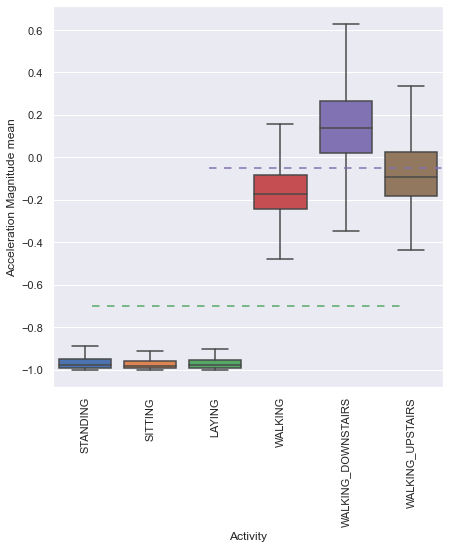 Acceleration Magnitude mean
0.6
0.4
0.2
0.0
−0.2
−0.4
−0.6
−0.8
−1.0
STANDING
SITTING
LAYING
WALKING
WALKING_DOWNSTAIRS
WALKING_UPSTAIRS
Activity